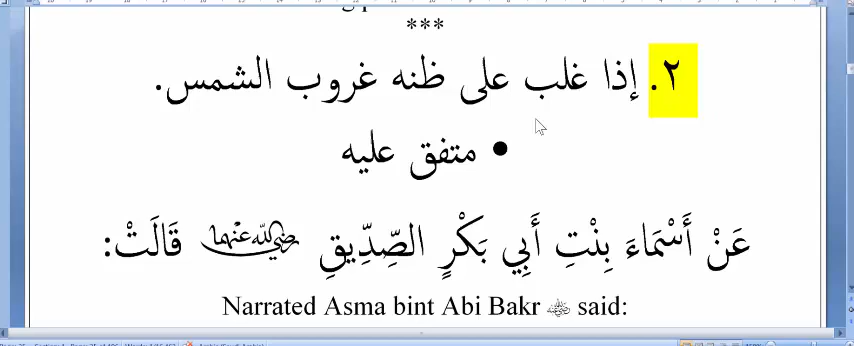 ***
٢. إذا غلب على ظنه غروب الشمس.
• متفق عليه
عَنْ أَسْمَاءَ بِنْتِ أَبِي بَكْرٍ الصِّدِّيقِ رضي الله عنهما قَالَتْ:
Narrated Asma bint Abi Bakr said: